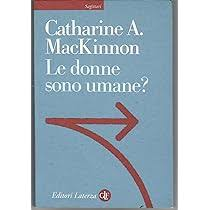 Sagittari
Catharine A.
MacKinnon
Le donne
sono umane?
Editori Laterza